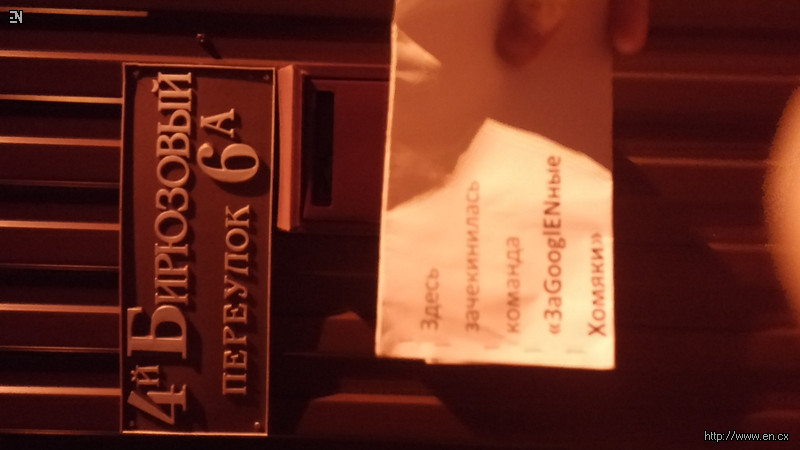 4й Бирюзовый
переулок 6А
Здесь
зачекинилась
команда
«ЗаGooglENные
Хомяки»
EN
http://www.en.cx